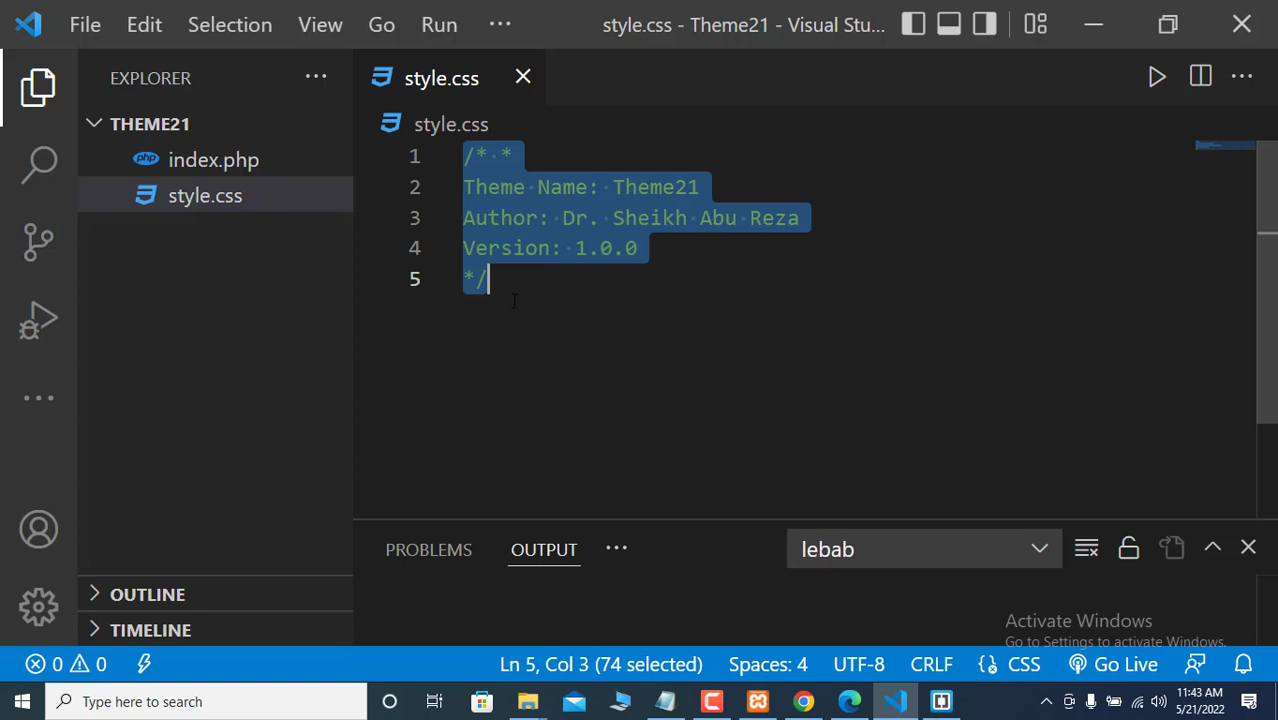 File Edit Selection View Go Run ··· style.css - Theme21 - Visual Stu...
EXPLORER ···
style.css
THEME21
style.css
index.php
style.css
1 /* *
2 Theme Name: Theme21
3 Author: Dr. Sheikh Abu Reza
4 Version: 1.0.0
5 */
PROBLEMS OUTPUT ··· lebab
OUTLINE
TIMELINE
Activate Windows
Go to Settings to activate Windows.
0 0 Ln 5, Col 3 (74 selected) Spaces: 4 UTF-8 CRLF CSS Go Live
Type here to search
11:43 AM
5/21/2022